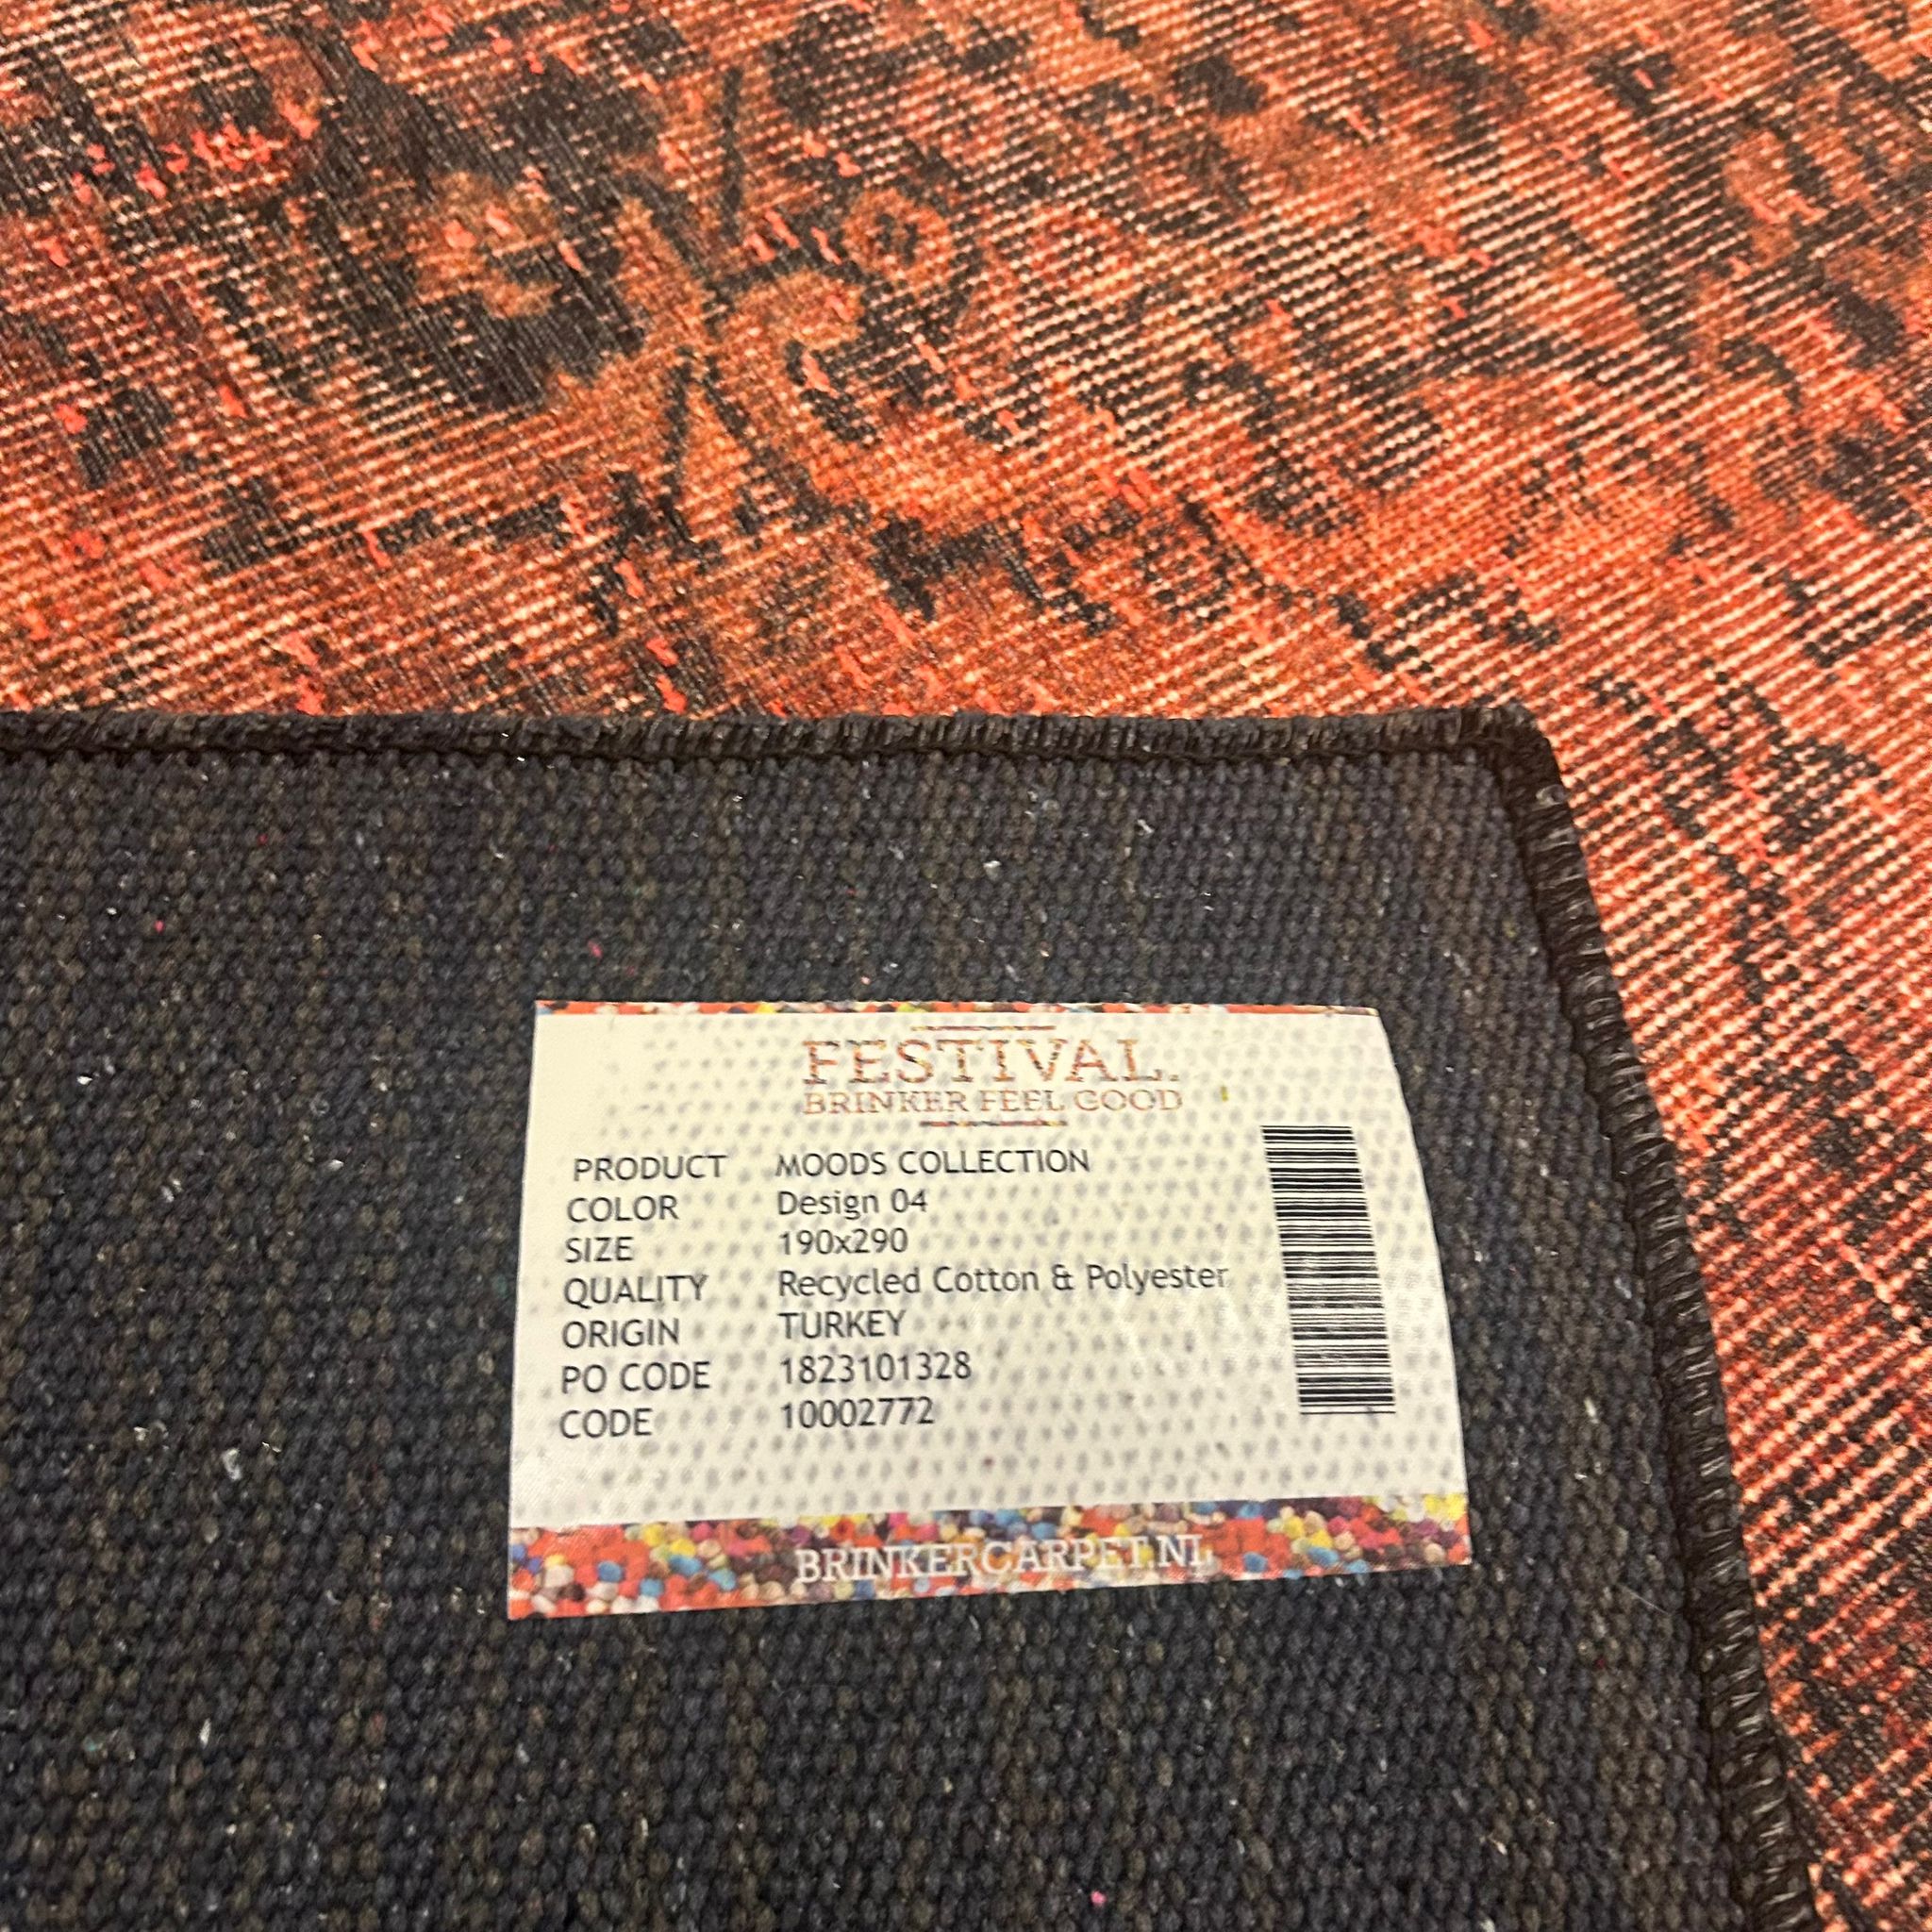 FESTIVAL.
BRINKER FEEL GOOD
PRODUCT MOODS COLLECTION
COLOR Design 04
SIZE 190x290
QUALITY Recycled Cotton & Polyester
ORIGIN TURKEY
PO CODE 1823101328
CODE 10002772
BRINKERCARPET.NL